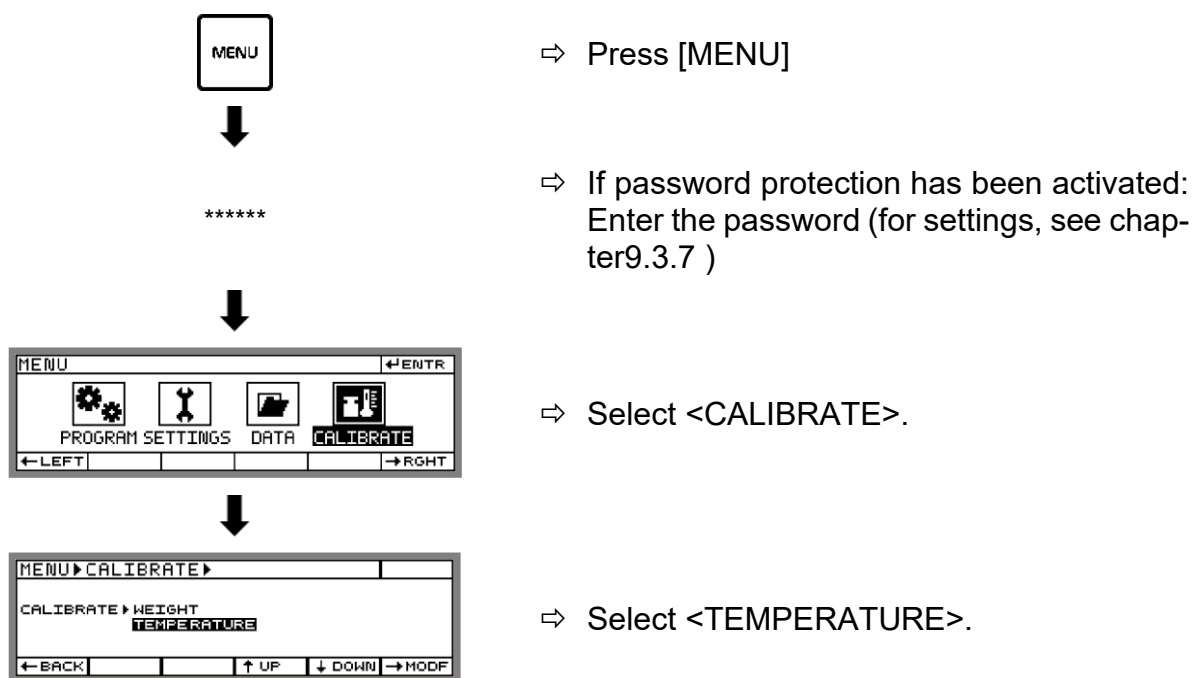 MENU
⇨ Press [MENU]
******
⇨ If password protection has been activated:
Enter the password (for settings, see chap-
ter9.3.7 )
MENU ↵ENTR
PROGRAM SETTINGS DATA CALIBRATE
←LEFT →RGHT
⇨ Select <CALIBRATE>.
MENU▶CALIBRATE▶
CALIBRATE▶WEIGHT
TEMPERATURE
←BACK ↑ UP ↓ DOWN →MODF
⇨ Select <TEMPERATURE>.